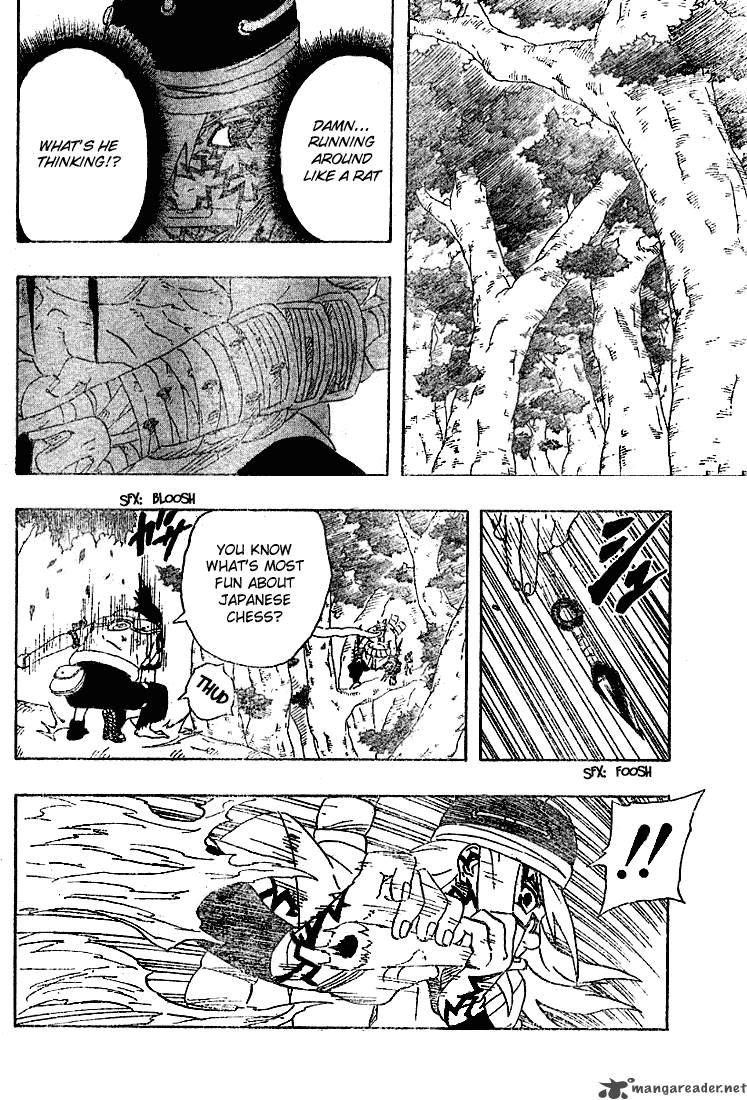 DAMN...
RUNNING
AROUND
LIKE A RAT
WHAT'S HE
THINKING!?
SFX: BLOOSH
YOU KNOW
WHAT'S MOST
FUN ABOUT
JAPANESE
CHESS?
THUD
SFX: FOOSH
!!
mangareader.net